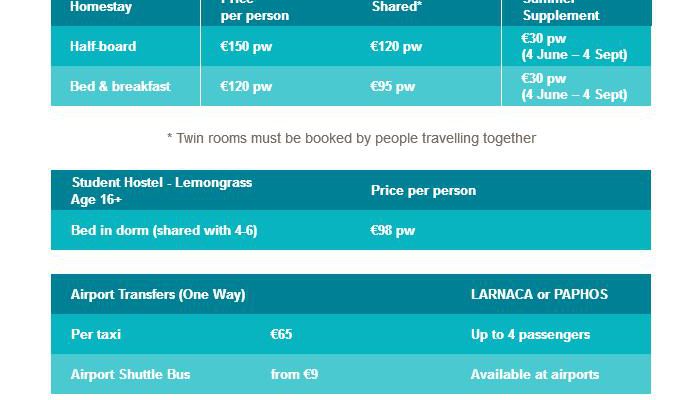 Homestay
Price
per person
Shared*
Summer
Supplement
Half-board €150 pw €120 pw €30 pw
(4 June – 4 Sept)
Bed & breakfast €120 pw €95 pw €30 pw
(4 June – 4 Sept)
* Twin rooms must be booked by people travelling together
Student Hostel - Lemongrass
Age 16+
Price per person
Bed in dorm (shared with 4-6) €98 pw
Airport Transfers (One Way) LARNACA or PAPHOS
Per taxi €65 Up to 4 passengers
Airport Shuttle Bus from €9 Available at airports